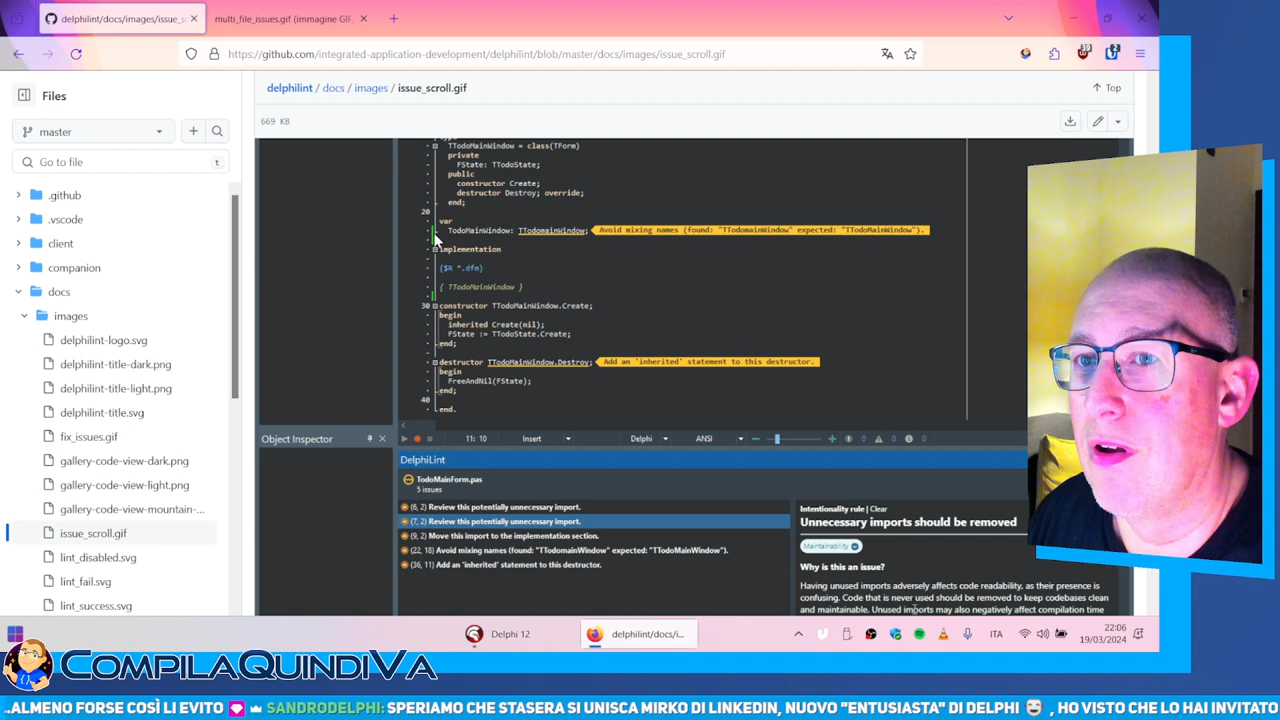 delphilint/docs/images/issue_s
multi_file_issues.gif (immagine GIF,
https://github.com/integrated-application-development/delphilint/blob/master/docs/images/issue_scroll.gif
39
2
Files
master
Go to file
t
.github
.vscode
client
companion
docs
images
delphilint-logo.svg
delphilint-title-dark.png
delphilint-title-light.png
delphilint-title.svg
fix_issues.gif
gallery-code-view-dark.png
gallery-code-view-light.png
gallery-code-view-mountain-...
issue_scroll.gif
lint_disabled.svg
lint_fail.svg
lint_success.svg
delphilint / docs / images / issue_scroll.gif
Top
669 KB
TTodoMainWindow = class(TForm)
private
FState: TTodoState;
public
constructor Create;
destructor Destroy; override;
end;
20
var
TodoMainWindow: TTodomainWindow; Avoid mixing names (found: "TTodomainWindow" expected: "TTodoMainWindow").
implementation
{$R *.dfm}
{ TTodoMainWindow }
30 constructor TTodoMainWindow.Create;
begin
inherited Create(nil);
FState := TTodoState.Create;
end;
destructor TTodoMainWindow.Destroy; Add an 'inherited' statement to this destructor.
begin
FreeAndNil(FState);
end;
40
end.
Object Inspector
11: 10 Insert Delphi ANSI 0 0 0
DelphiLint
TodoMainForm.pas
5 issues
(6, 2) Review this potentially unnecessary import.
(7, 2) Review this potentially unnecessary import.
(9, 2) Move this import to the implementation section.
(22, 18) Avoid mixing names (found: "TTodomainWindow" expected: "TTodoMainWindow").
(36, 11) Add an 'inherited' statement to this destructor.
Intentionality rule | Clear
Unnecessary imports should be removed
Maintainability
Why is this an issue?
Having unused imports adversely affects code readability, as their presence is
confusing. Code that is never used should be removed to keep codebases clean
and maintainable. Unused imports may also negatively affect compilation time
Delphi 12
delphilint/docs/i...
ITA
22:06
19/03/2024
COMPILAQUINDIVA
..ALMENO FORSE COSÌ LI EVITO SANDRODELPHI: SPERIAMO CHE STASERA SI UNISCA MIRKO DI LINKEDIN, NUOVO "ENTUSIASTA" DI DELPHI , HO VISTO CHE LO HAI INVITATO